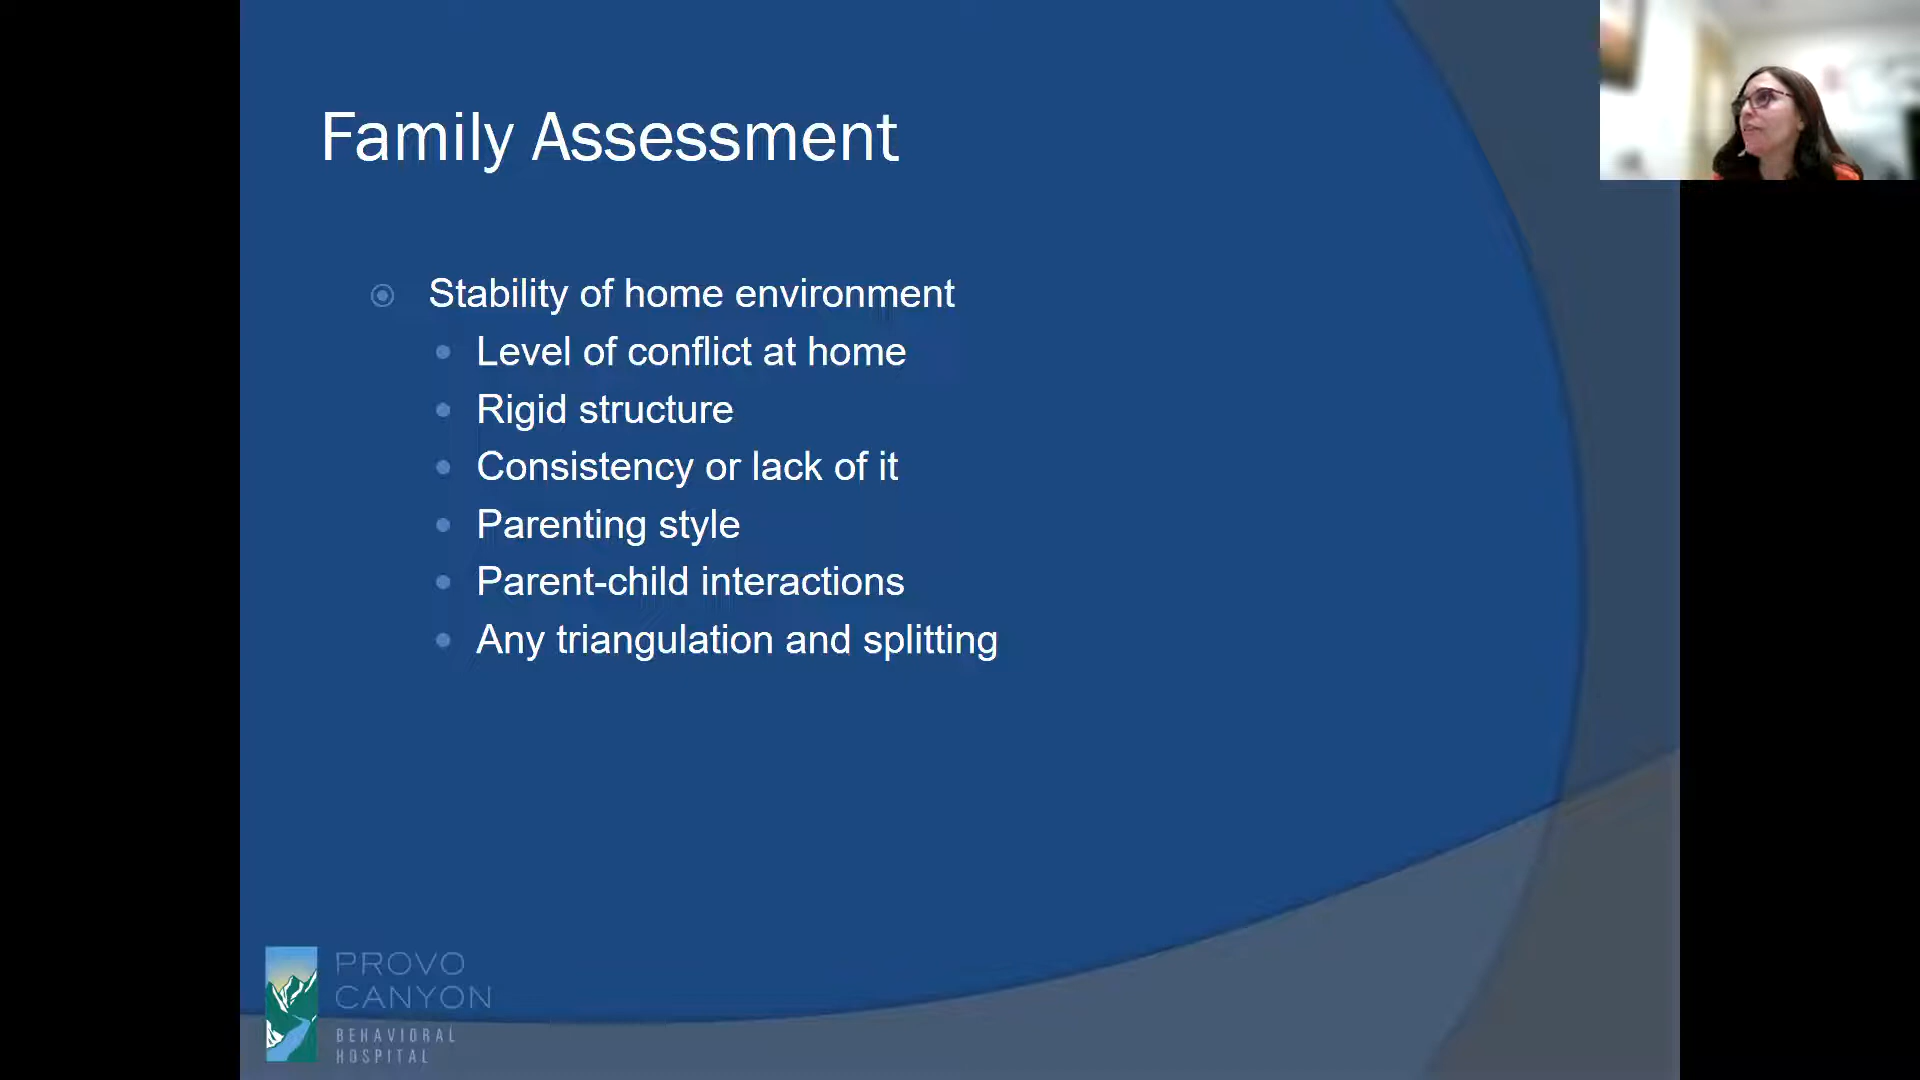 Family Assessment
Stability of home environment
Level of conflict at home
Rigid structure
Consistency or lack of it
Parenting style
Parent-child interactions
Any triangulation and splitting
PROVO
CANYON
BEHAVIORAL
HOSPITAL